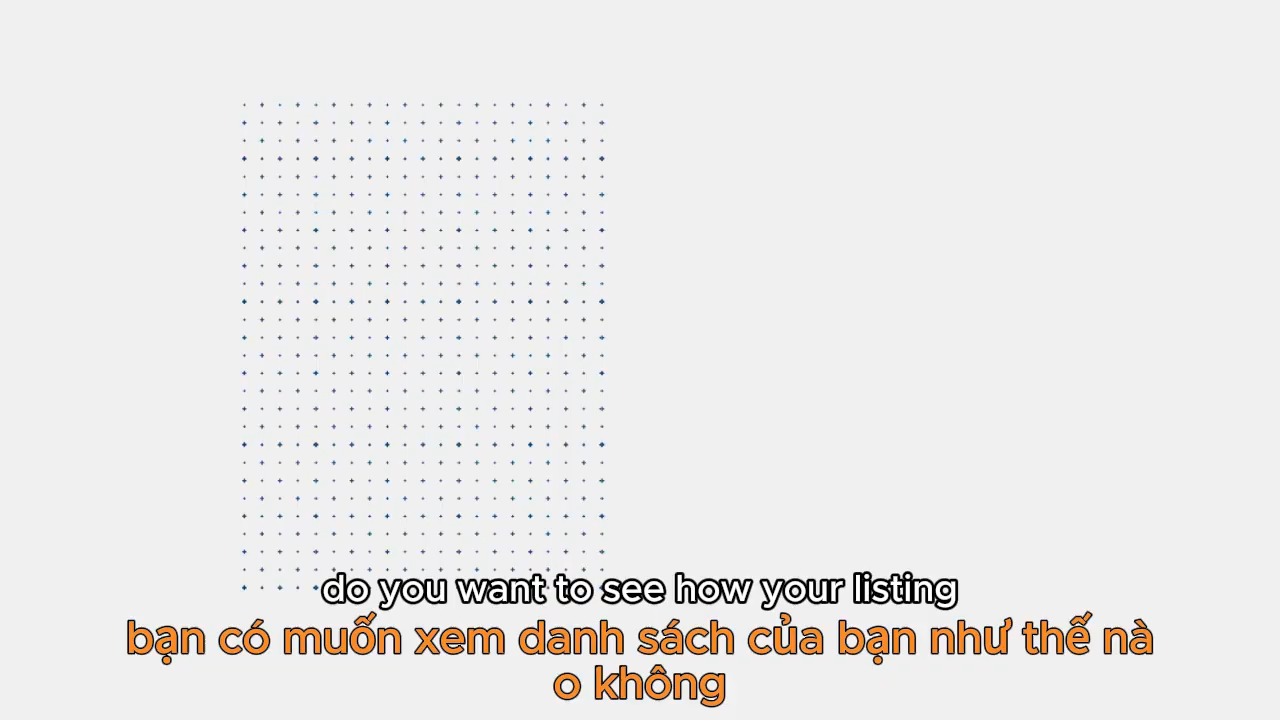 do you want to see how your listing
bạn có muốn xem danh sách của bạn như thế nà
o không